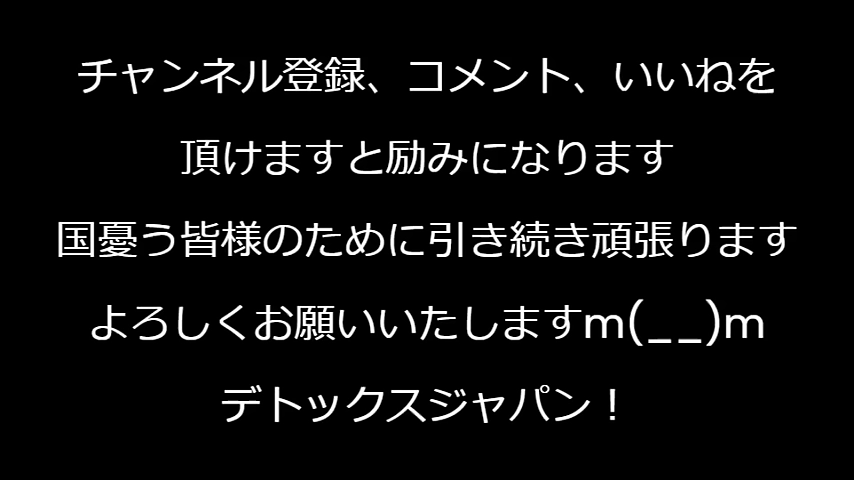 チャンネル登録、コメント、いいねを
頂けますと励みになります
国憂う皆様のために引き続き頑張ります
よろしくお願いいたしますm(__)m
デトックスジャパン！